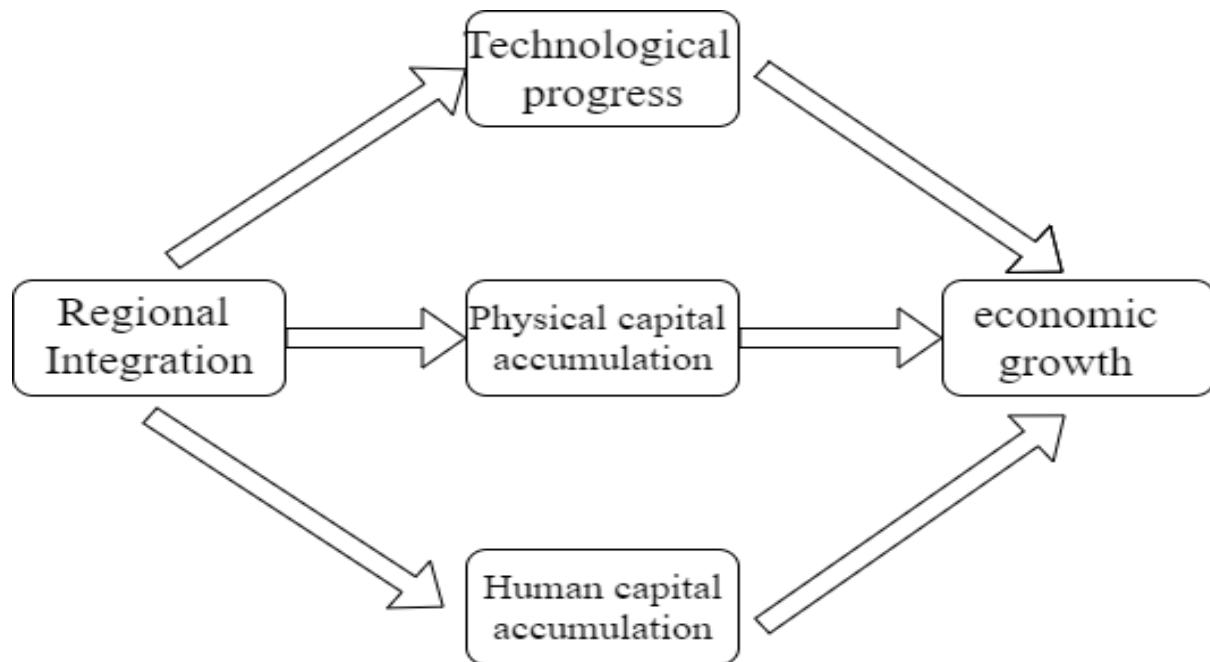 Technological
progress
Regional
Integration
Physical capital
accumulation
economic
growth
Human capital
accumulation